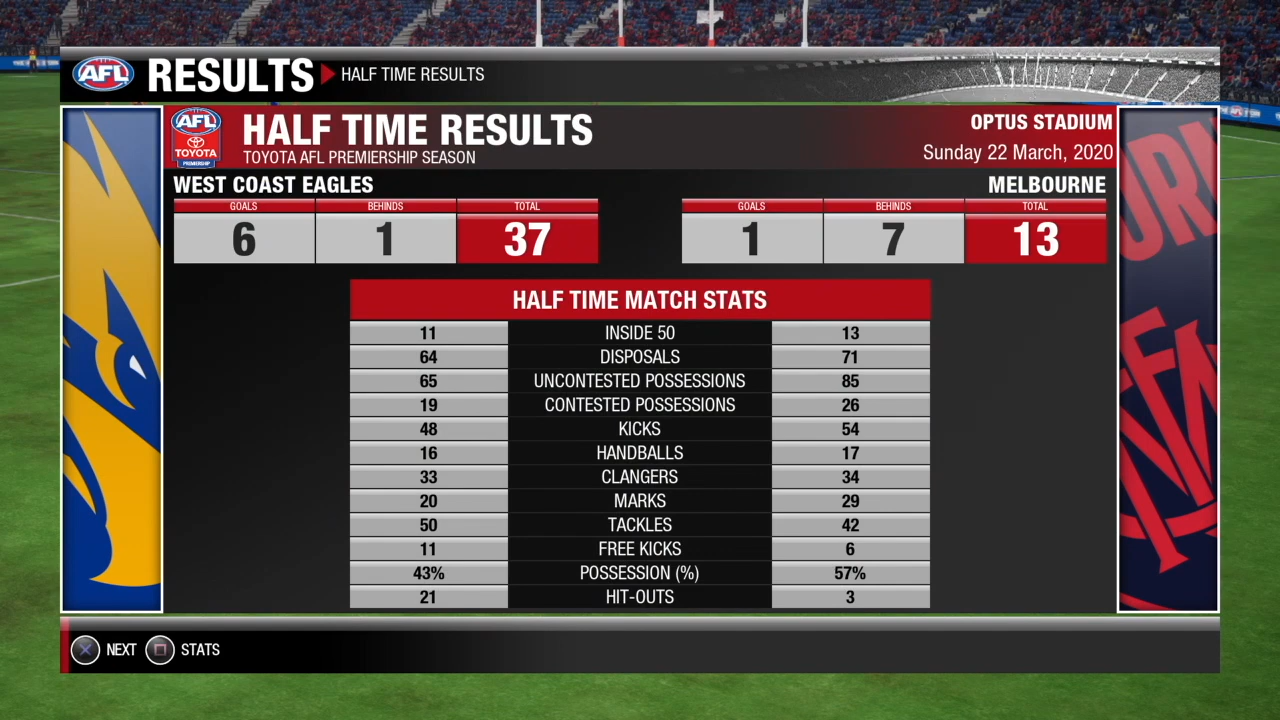 AFL RESULTS HALF TIME RESULTS
AFL
TOYOTA
PREMIERSHIP
HALF TIME RESULTS
TOYOTA AFL PREMIERSHIP SEASON
OPTUS STADIUM
Sunday 22 March, 2020
WEST COAST EAGLES MELBOURNE
GOALS BEHINDS TOTAL GOALS BEHINDS TOTAL
6 1 37 1 7 13
HALF TIME MATCH STATS
11 INSIDE 50 13
64 DISPOSALS 71
65 UNCONTESTED POSSESSIONS 85
19 CONTESTED POSSESSIONS 26
48 KICKS 54
16 HANDBALLS 17
33 CLANGERS 34
20 MARKS 29
50 TACKLES 42
11 FREE KICKS 6
43% POSSESSION (%) 57%
21 HIT-OUTS 3
NEXT STATS